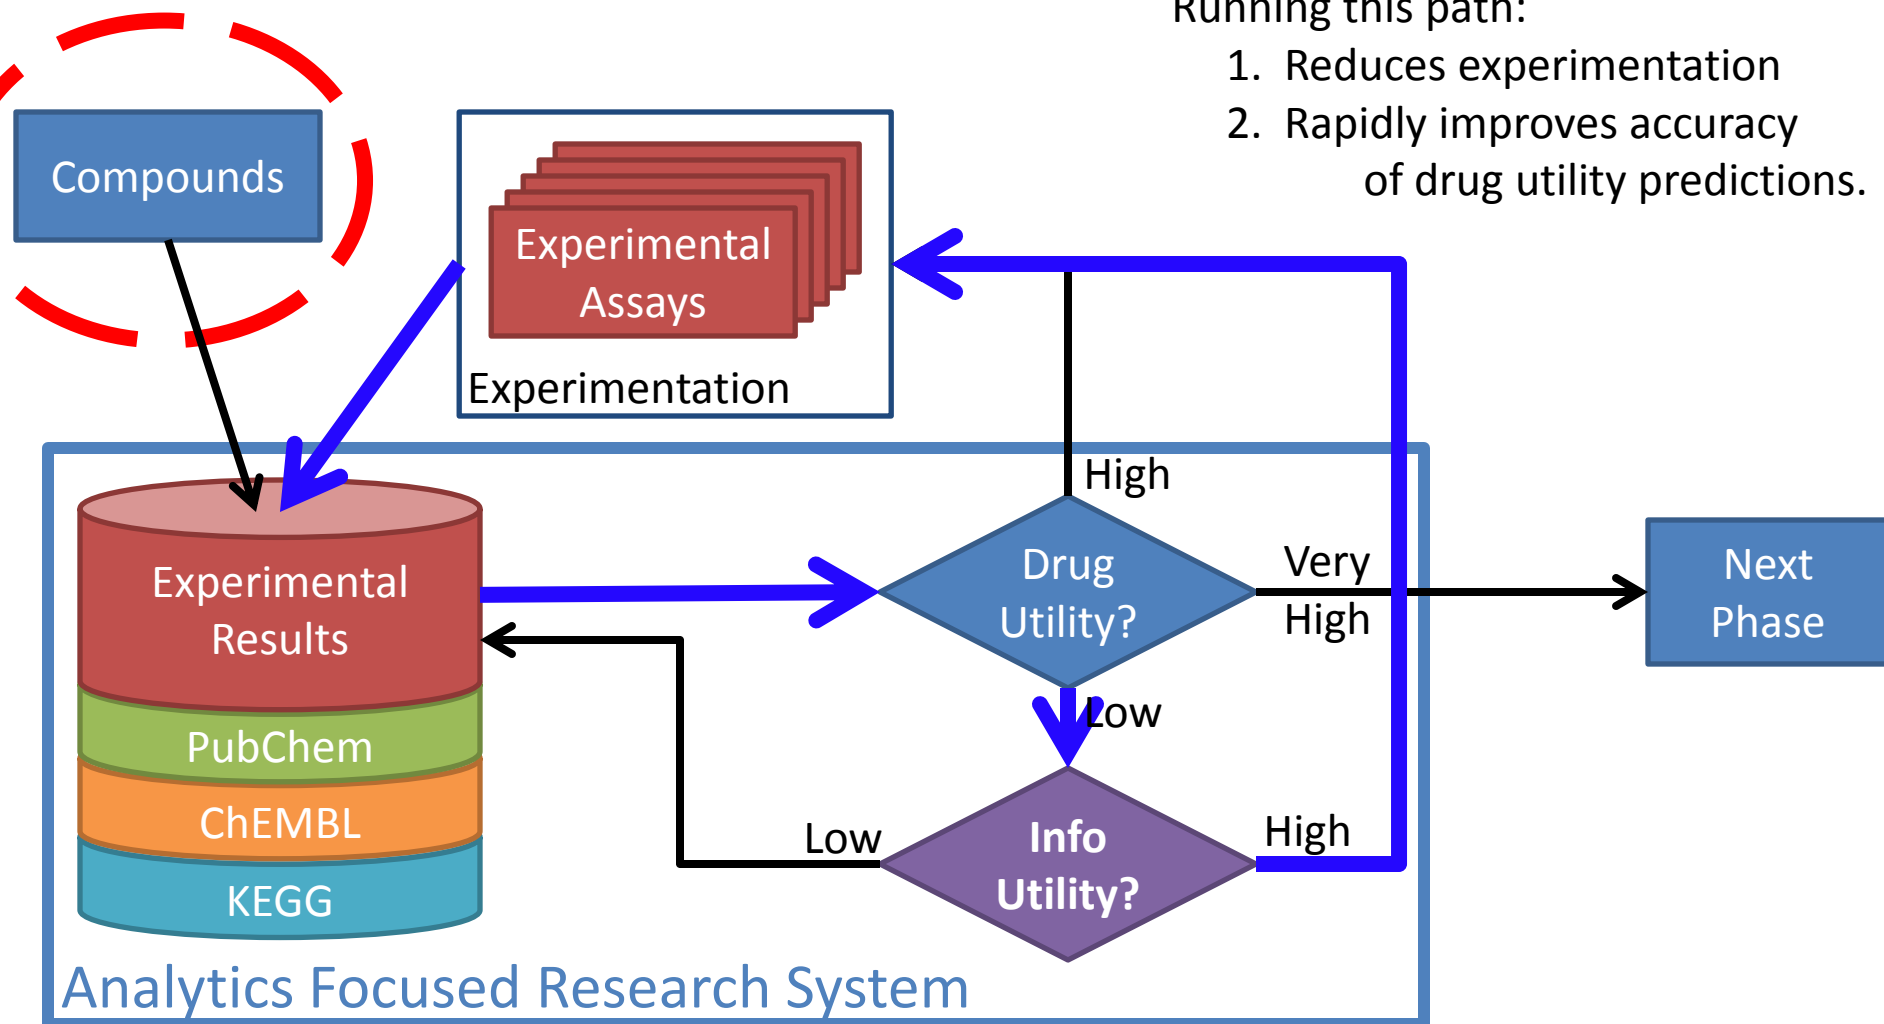 Running this path:
1. Reduces experimentation
2. Rapidly improves accuracy
of drug utility predictions.
Compounds
Experimental
Assays
Experimentation
High
Drug
Utility?
Very
High
Next
Phase
Experimental
Results
Low
PubChem
ChEMBL
KEGG
Low
Info
Utility?
High
Analytics Focused Research System